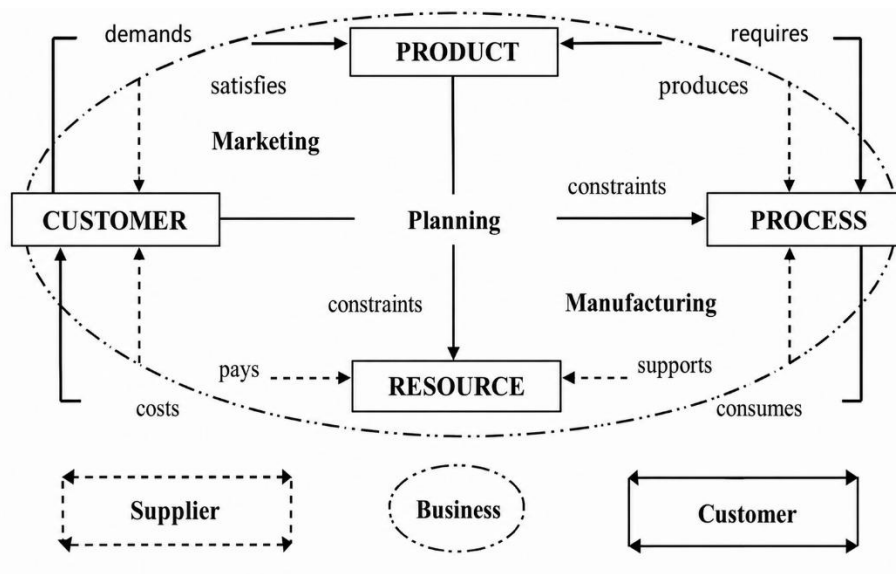 demands
requires
PRODUCT
satisfies
produces
Marketing
constraints
CUSTOMER
Planning
PROCESS
constraints
Manufacturing
pays
supports
RESOURCE
costs
consumes
Supplier
Business
Customer